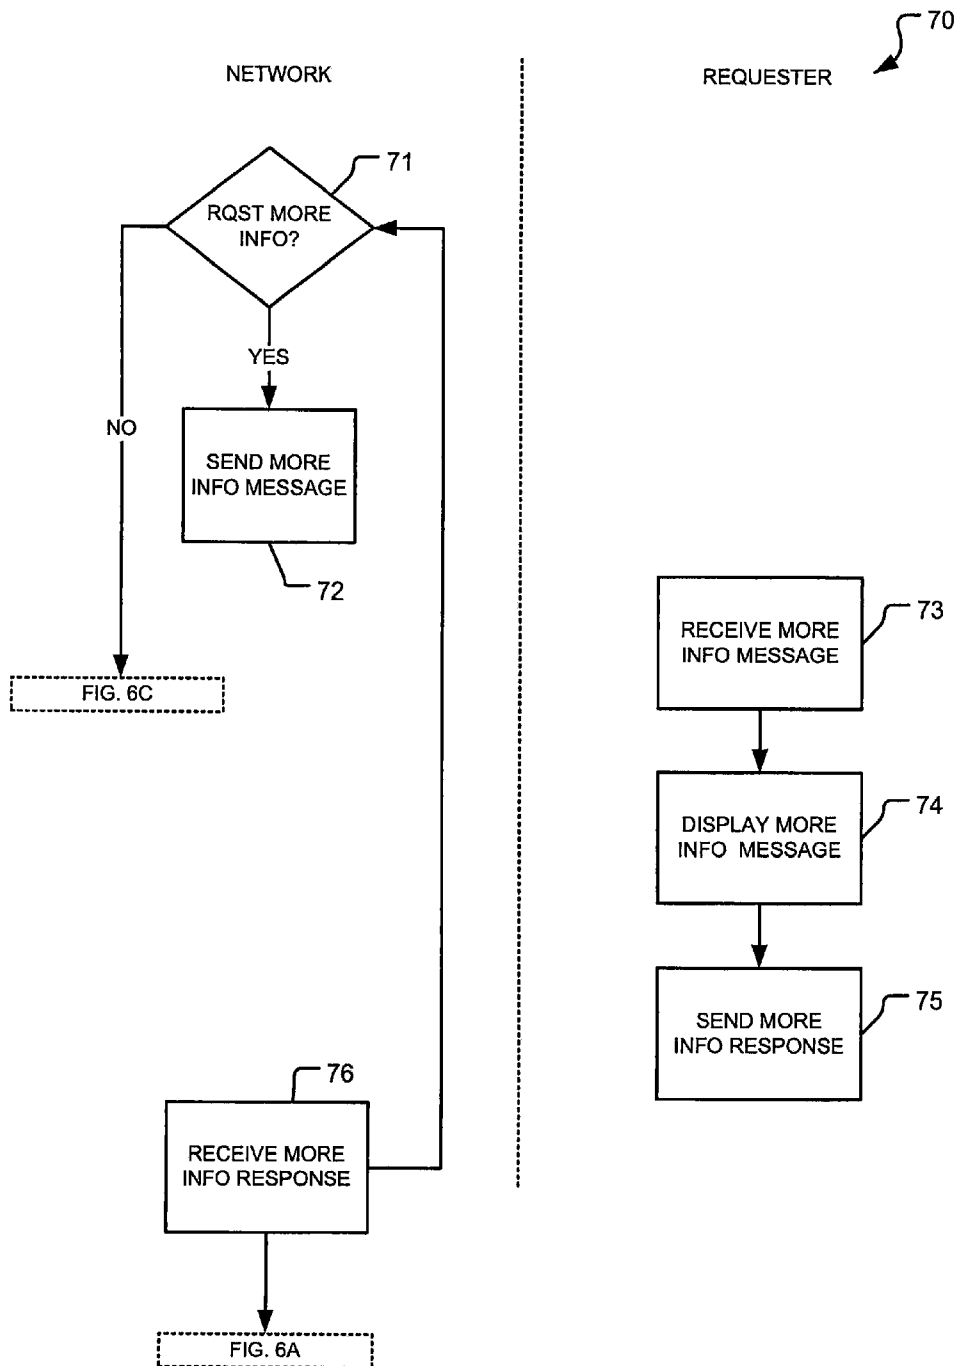 70
NETWORK
REQUESTER
71
RQST MORE
INFO?
YES
NO
SEND MORE
INFO MESSAGE
72
73
RECEIVE MORE
INFO MESSAGE
FIG. 6C
74
DISPLAY MORE
INFO MESSAGE
75
SEND MORE
INFO RESPONSE
76
RECEIVE MORE
INFO RESPONSE
FIG. 6A